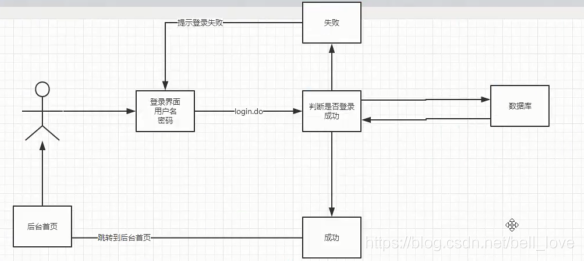 提示登录失败
失败
登录界面
用户名
密码
login.do
判断是否登录
成功
数据库
后台首页
跳转到后台首页
成功
https://blog.csdn.net/bell_love